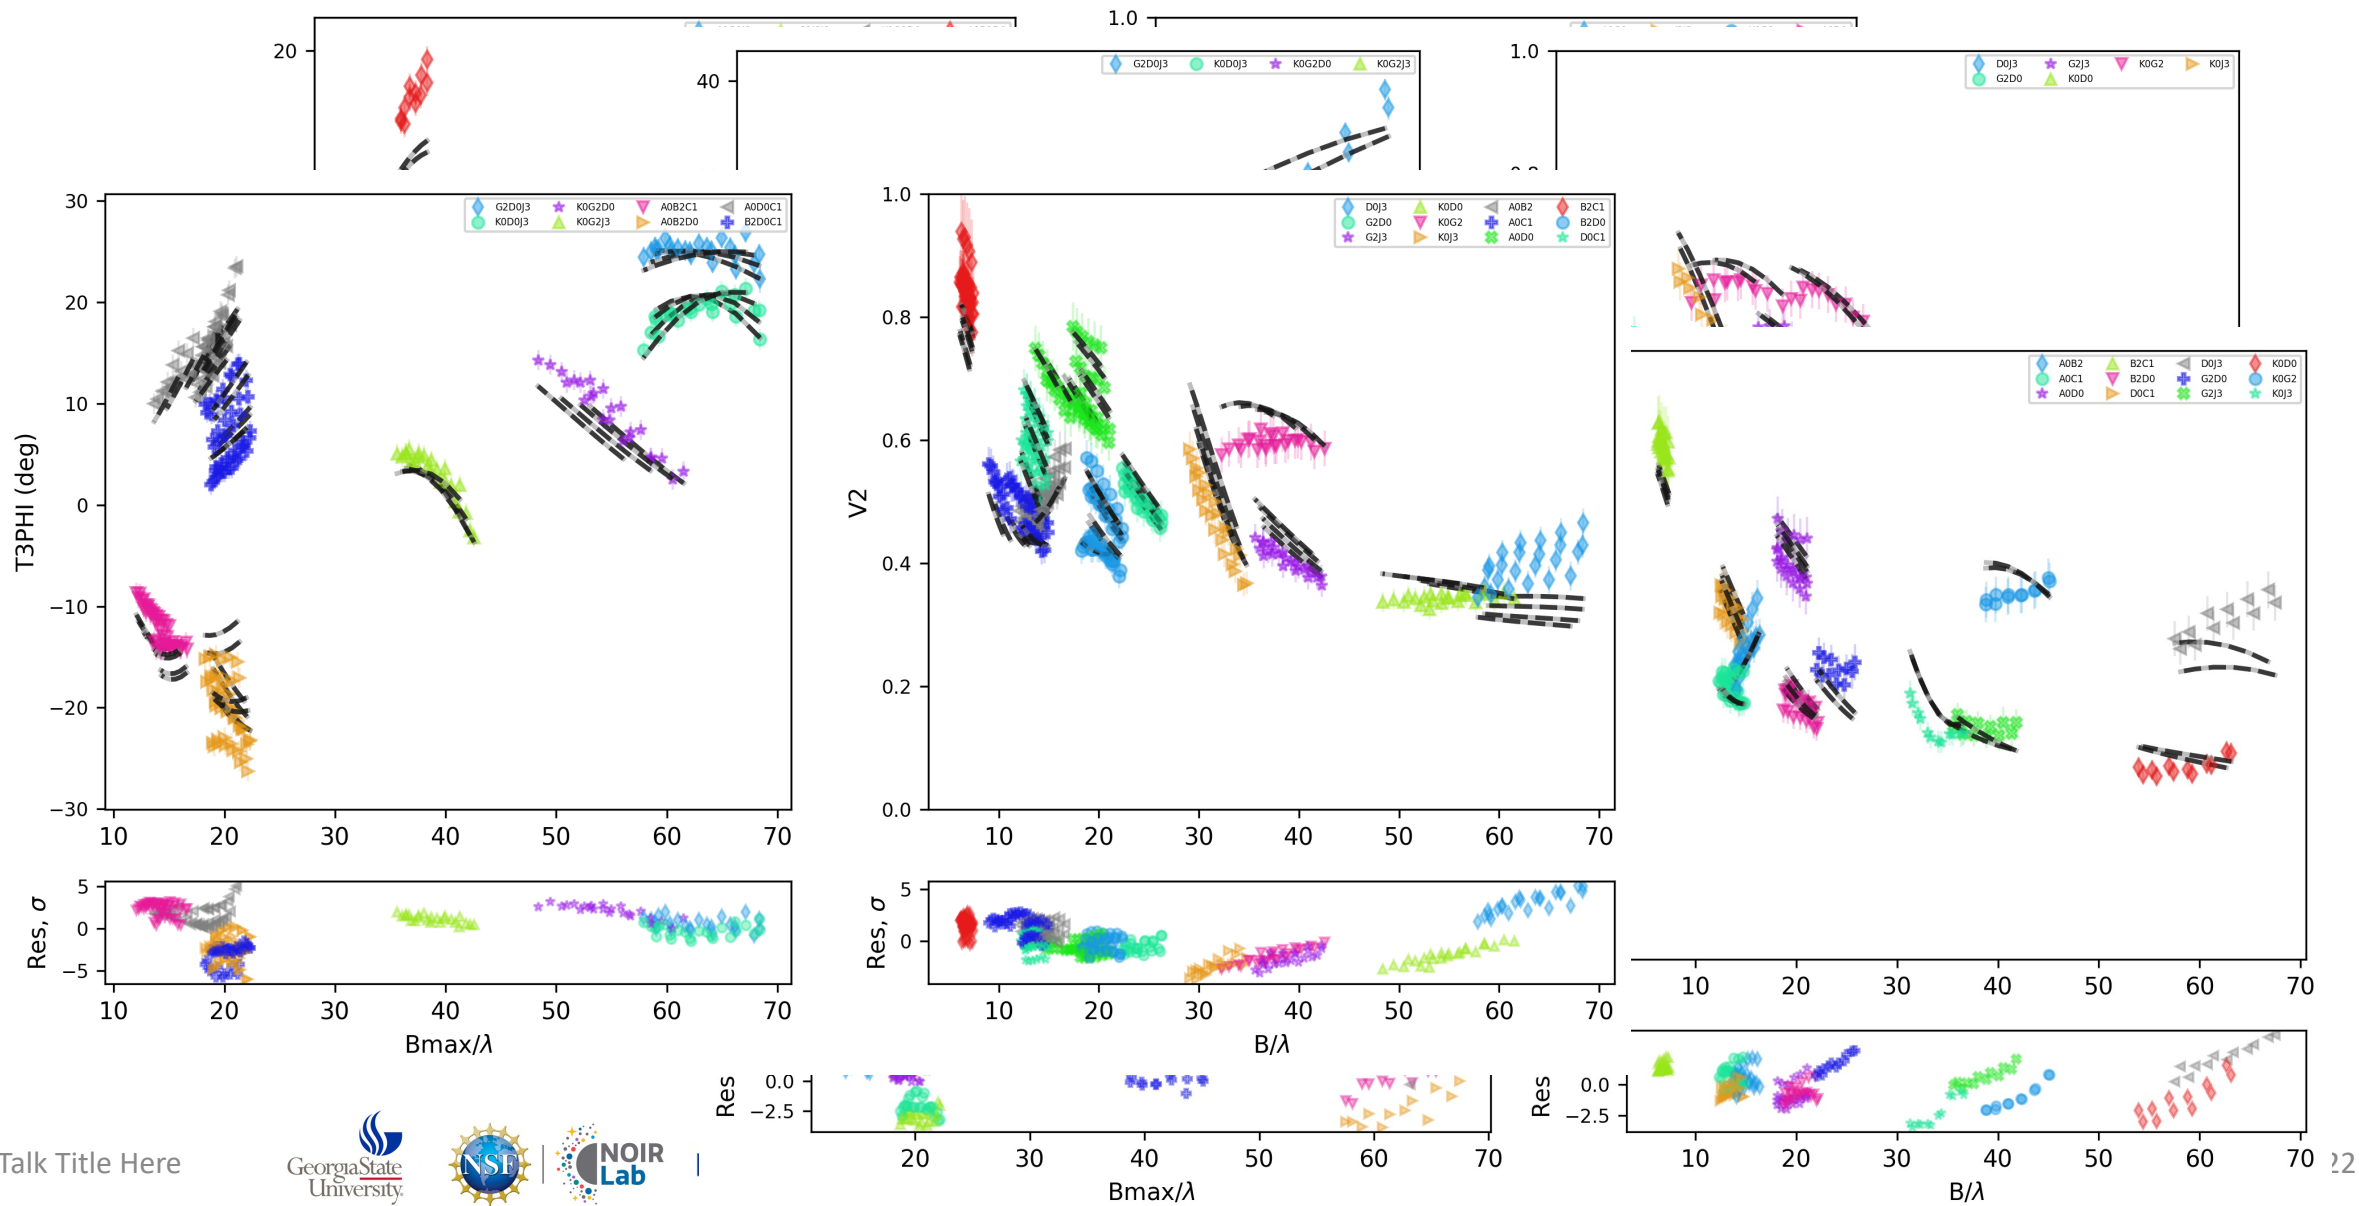 20
1.0
40
G2D0J3 K0D0J3 K0G2D0 K0G2J3
1.0
D0J3 G2J3 K0G2 K0J3
G2D0 K0D0
30
20
10
0
−10
−20
−30
T3PHI (deg)
G2D0J3 K0G2D0 A0B2C1 A0D0C1
K0D0J3 K0G2J3 A0B2D0 B2D0C1
10 20 30 40 50 60 70
5
0
−5
Res, σ
10 20 30 40 50 60 70
Bmax/λ
1.0
0.8
0.6
0.4
0.2
0.0
V2
D0J3 K0D0 A0B2 B2C1
G2D0 K0G2 A0C1 B2D0
G2J3 K0J3 A0D0 D0C1
10 20 30 40 50 60 70
5
0
Res, σ
10 20 30 40 50 60 70
B/λ
A0B2 B2C1 D0J3 K0D0
A0C1 B2D0 G2D0 K0G2
A0D0 D0C1 G2J3 K0J3
10 20 30 40 50 60 70
0.0
−2.5
Res
20 30 40 50 60 70
Bmax/λ
0.0
−2.5
Res
10 20 30 40 50 60 70
B/λ
Talk Title Here
GeorgiaState
University
NSF
NOIR
Lab
22